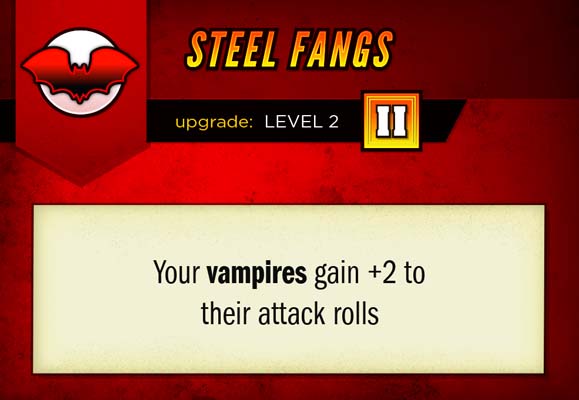 STEEL FANGS
upgrade: LEVEL 2
II
Your vampires gain +2 to
their attack rolls